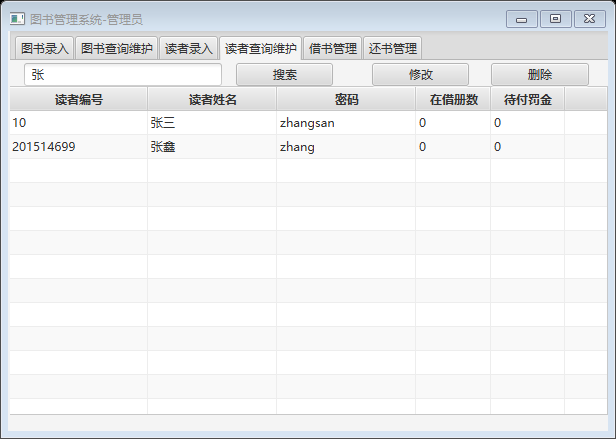 图书管理系统-管理员
图书录入 图书查询维护 读者录入 读者查询维护 借书管理 还书管理
张 搜索 修改 删除
读者编号 读者姓名 密码 在借册数 待付罚金
10 张三 zhangsan 0 0
201514699 张鑫 zhang 0 0